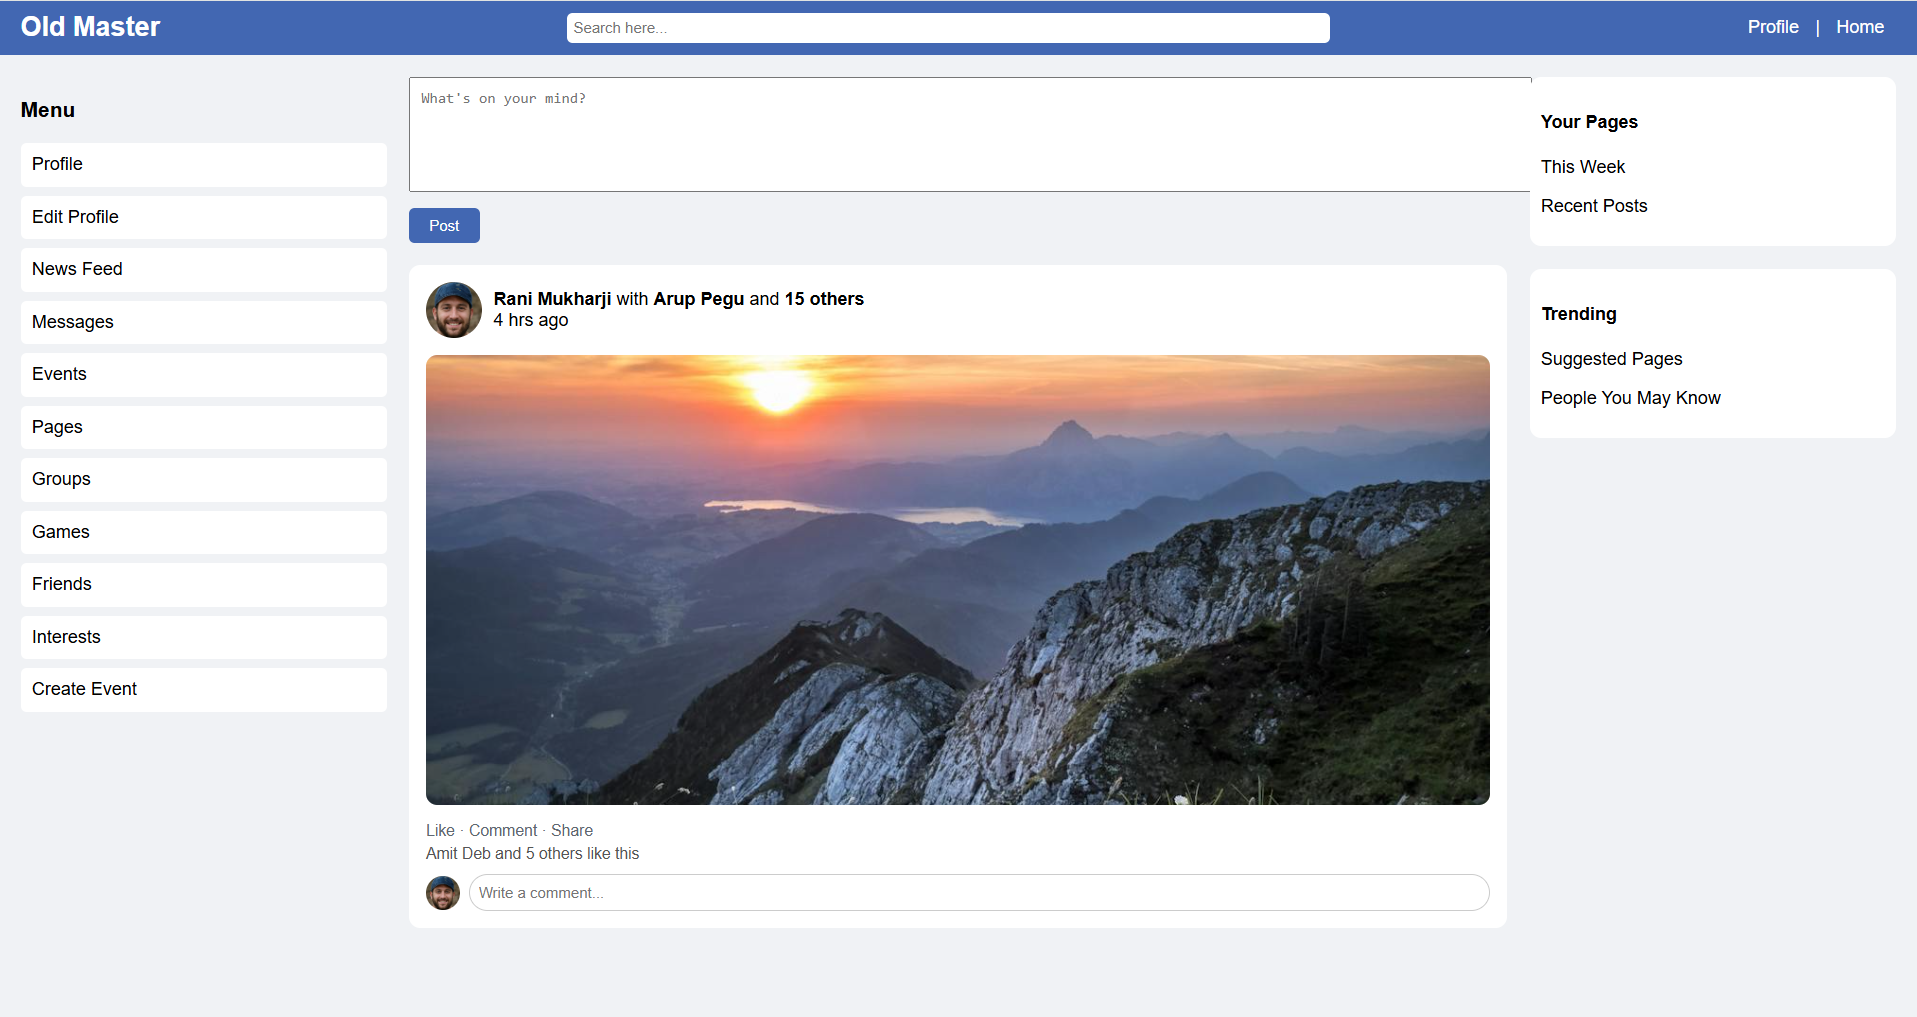 Old Master
Search here...
Profile | Home
Menu
Profile
Edit Profile
News Feed
Messages
Events
Pages
Groups
Games
Friends
Interests
Create Event
What's on your mind?
Post
Rani Mukharji with Arup Pegu and 15 others
4 hrs ago
Like · Comment · Share
Amit Deb and 5 others like this
Write a comment...
Your Pages
This Week
Recent Posts
Trending
Suggested Pages
People You May Know